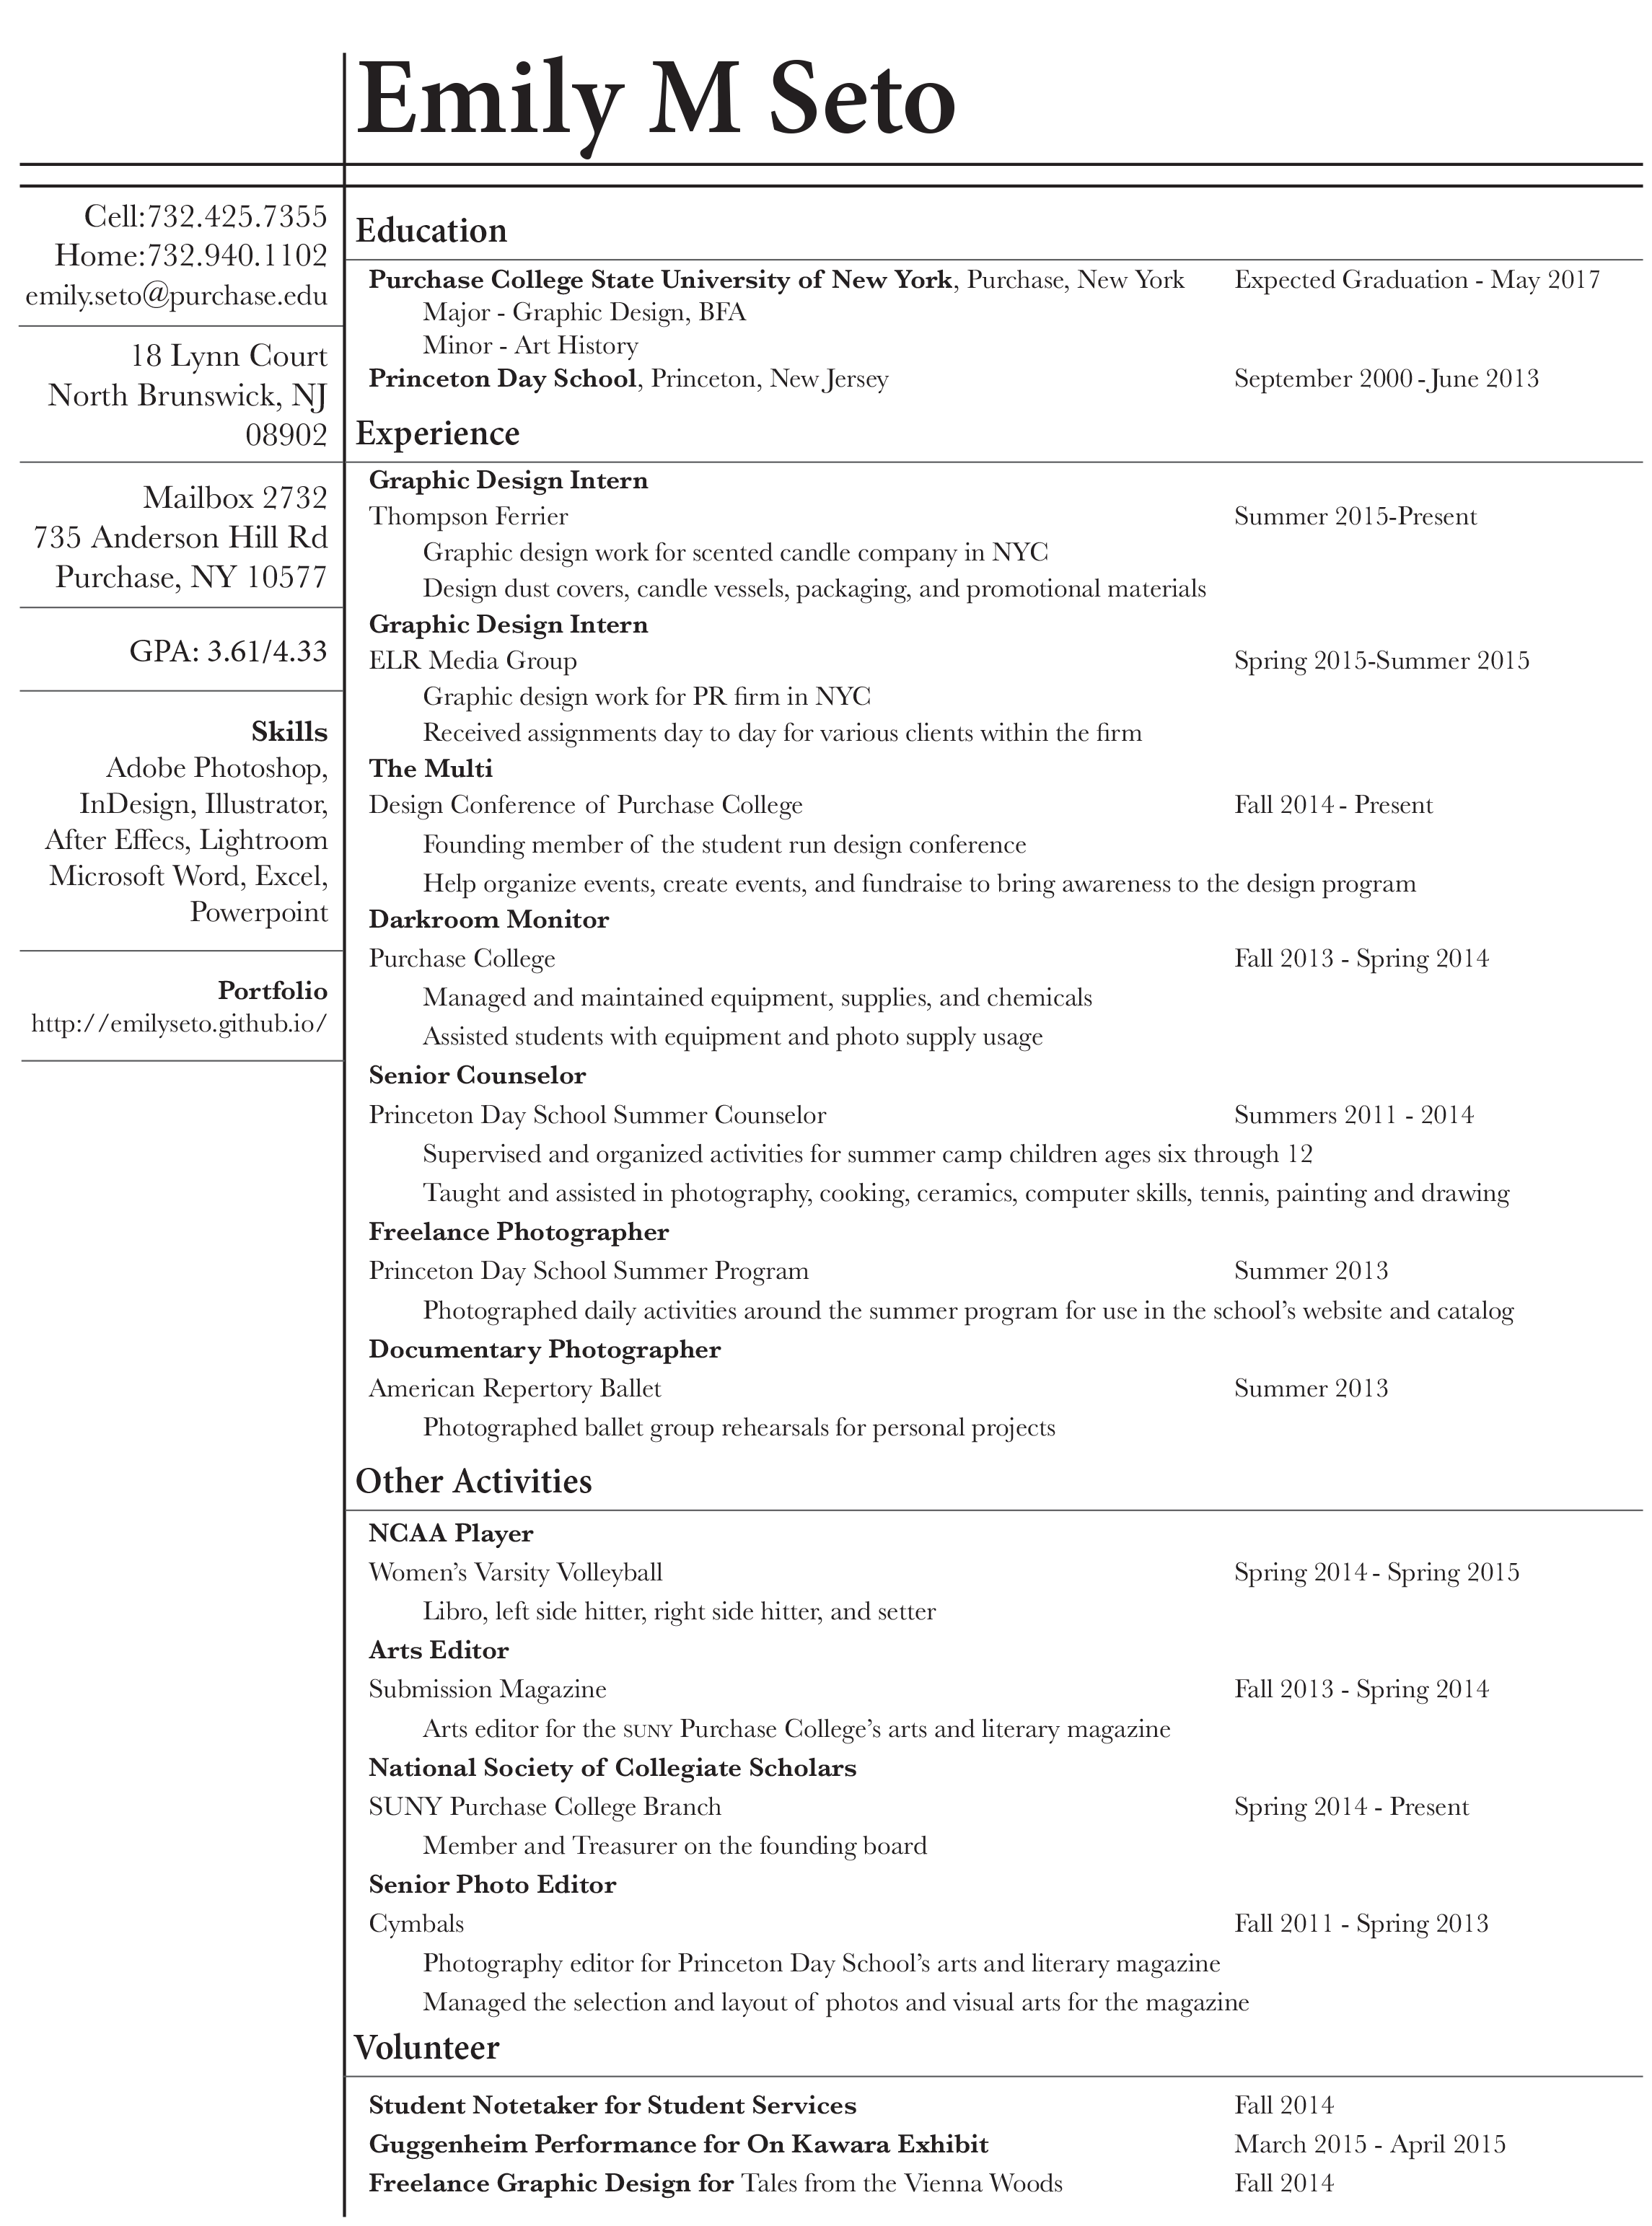 Emily M Seto
Cell:732.425.7355
Home:732.940.1102
emily.seto@purchase.edu
18 Lynn Court
North Brunswick, NJ
08902
Mailbox 2732
735 Anderson Hill Rd
Purchase, NY 10577
GPA: 3.61/4.33
Skills
Adobe Photoshop,
InDesign, Illustrator,
After Effecs, Lightroom
Microsoft Word, Excel,
Powerpoint
Portfolio
http://emilyseto.github.io/
Education
Purchase College State University of New York, Purchase, New York Expected Graduation - May 2017
Major - Graphic Design, BFA
Minor - Art History
Princeton Day School, Princeton, New Jersey September 2000 - June 2013
Experience
Graphic Design Intern
Thompson Ferrier Summer 2015-Present
Graphic design work for scented candle company in NYC
Design dust covers, candle vessels, packaging, and promotional materials
Graphic Design Intern
ELR Media Group Spring 2015-Summer 2015
Graphic design work for PR firm in NYC
Received assignments day to day for various clients within the firm
The Multi
Design Conference of Purchase College Fall 2014 - Present
Founding member of the student run design conference
Help organize events, create events, and fundraise to bring awareness to the design program
Darkroom Monitor
Purchase College Fall 2013 - Spring 2014
Managed and maintained equipment, supplies, and chemicals
Assisted students with equipment and photo supply usage
Senior Counselor
Princeton Day School Summer Counselor Summers 2011 - 2014
Supervised and organized activities for summer camp children ages six through 12
Taught and assisted in photography, cooking, ceramics, computer skills, tennis, painting and drawing
Freelance Photographer
Princeton Day School Summer Program Summer 2013
Photographed daily activities around the summer program for use in the school's website and catalog
Documentary Photographer
American Repertory Ballet Summer 2013
Photographed ballet group rehearsals for personal projects
Other Activities
NCAA Player
Women's Varsity Volleyball Spring 2014 - Spring 2015
Libro, left side hitter, right side hitter, and setter
Arts Editor
Submission Magazine Fall 2013 - Spring 2014
Arts editor for the SUNY Purchase College's arts and literary magazine
National Society of Collegiate Scholars
SUNY Purchase College Branch Spring 2014 - Present
Member and Treasurer on the founding board
Senior Photo Editor
Cymbals Fall 2011 - Spring 2013
Photography editor for Princeton Day School's arts and literary magazine
Managed the selection and layout of photos and visual arts for the magazine
Volunteer
Student Notetaker for Student Services Fall 2014
Guggenheim Performance for On Kawara Exhibit March 2015 - April 2015
Freelance Graphic Design for Tales from the Vienna Woods Fall 2014